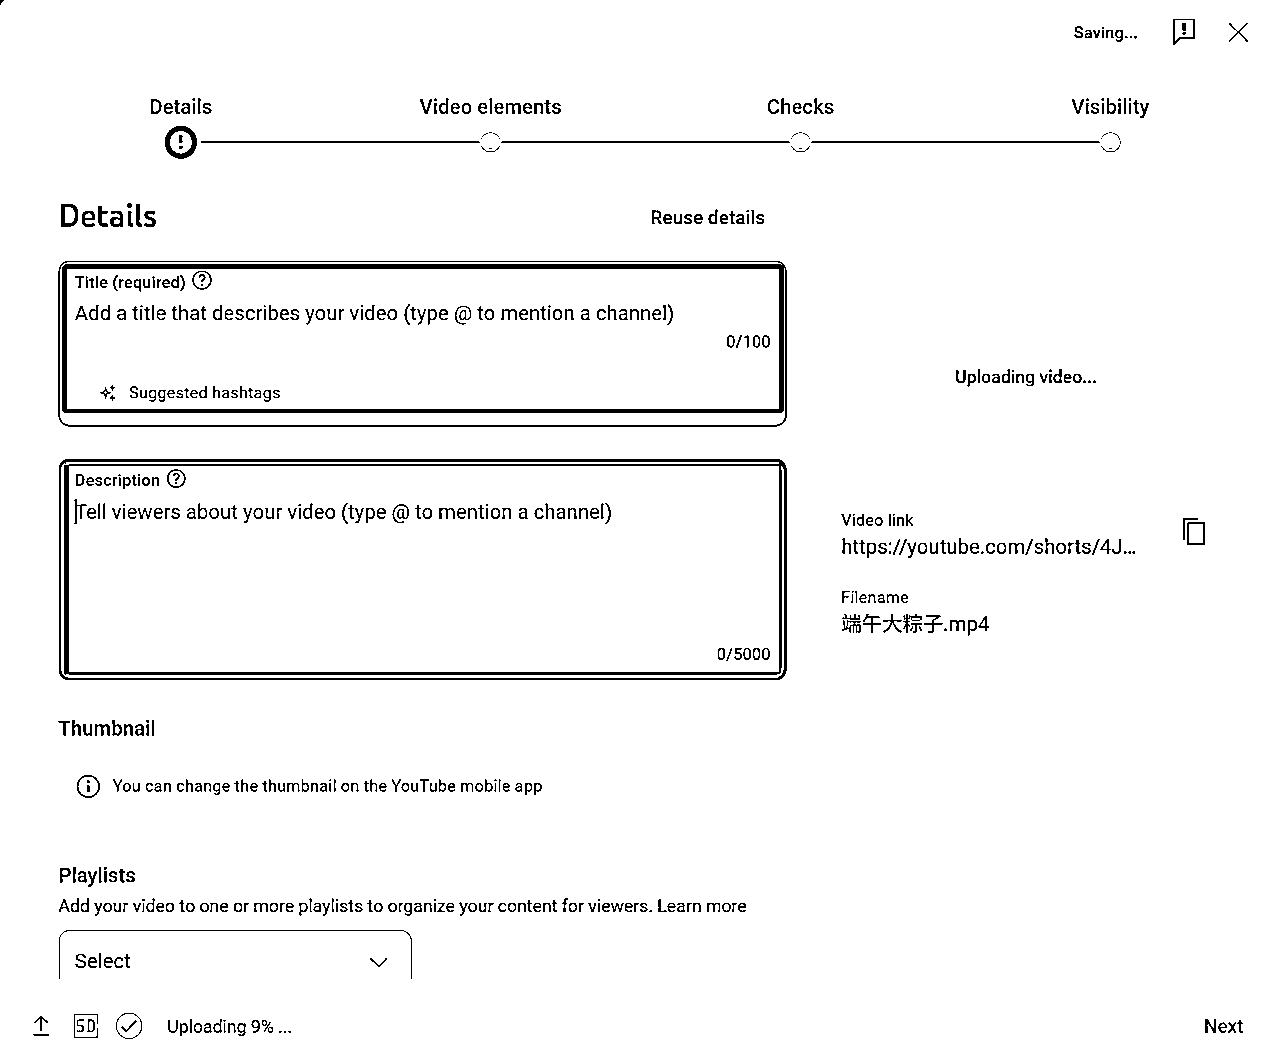 Saving...
Details
Video elements
Checks
Visibility
Details
Reuse details
Title (required)
Add a title that describes your video (type @ to mention a channel)
0/100
Suggested hashtags
Uploading video...
Description
Tell viewers about your video (type @ to mention a channel)
0/5000
Video link
https://youtube.com/shorts/4J...
Filename
端午大粽子.mp4
Thumbnail
You can change the thumbnail on the YouTube mobile app
Playlists
Add your video to one or more playlists to organize your content for viewers. Learn more
Select
SD
Uploading 9% ...
Next